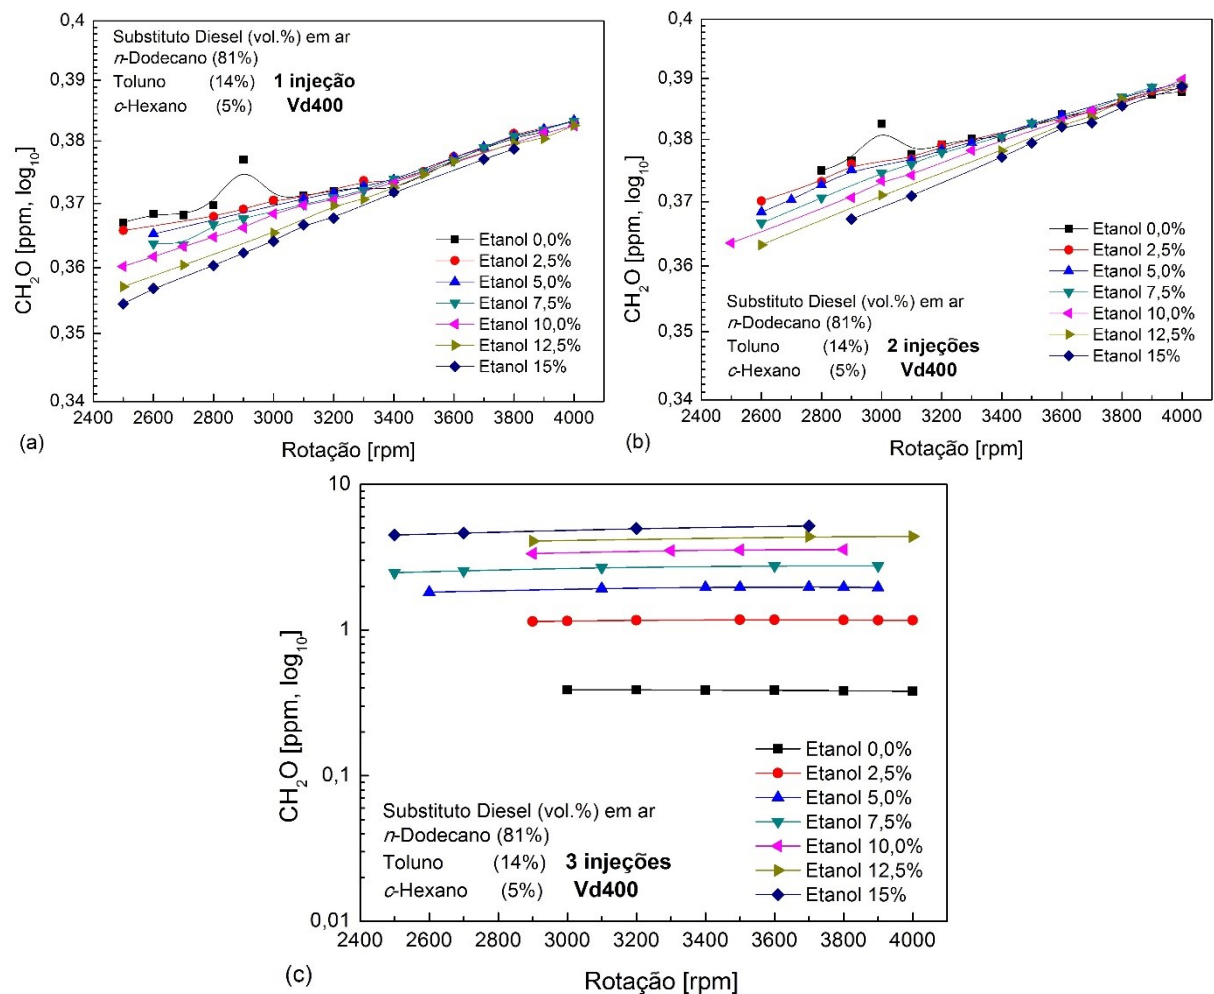 0,4
Substituto Diesel (vol.%) em ar
n-Dodecano (81%)
Toluno (14%) 1 injeção
c-Hexano (5%) Vd400
0,39
0,38
0,37
0,36
0,35
0,34
CH2O [ppm, log10]
Etanol 0,0%
Etanol 2,5%
Etanol 5,0%
Etanol 7,5%
Etanol 10,0%
Etanol 12,5%
Etanol 15%
2400 2600 2800 3000 3200 3400 3600 3800 4000
Rotação [rpm]
(a)
0,4
0,39
0,38
0,37
0,36
0,35
0,34
CH2O [ppm, log10]
Etanol 0,0%
Etanol 2,5%
Etanol 5,0%
Etanol 7,5%
Etanol 10,0%
Etanol 12,5%
Etanol 15%
Substituto Diesel (vol.%) em ar
n-Dodecano (81%)
Toluno (14%) 2 injeções
c-Hexano (5%) Vd400
2400 2600 2800 3000 3200 3400 3600 3800 4000
Rotação [rpm]
(b)
10
1
0,1
0,01
CH2O [ppm, log10]
Etanol 0,0%
Etanol 2,5%
Etanol 5,0%
Etanol 7,5%
Etanol 10,0%
Etanol 12,5%
Etanol 15%
Substituto Diesel (vol.%) em ar
n-Dodecano (81%)
Toluno (14%) 3 injeções
c-Hexano (5%) Vd400
2400 2600 2800 3000 3200 3400 3600 3800 4000
Rotação [rpm]
(c)